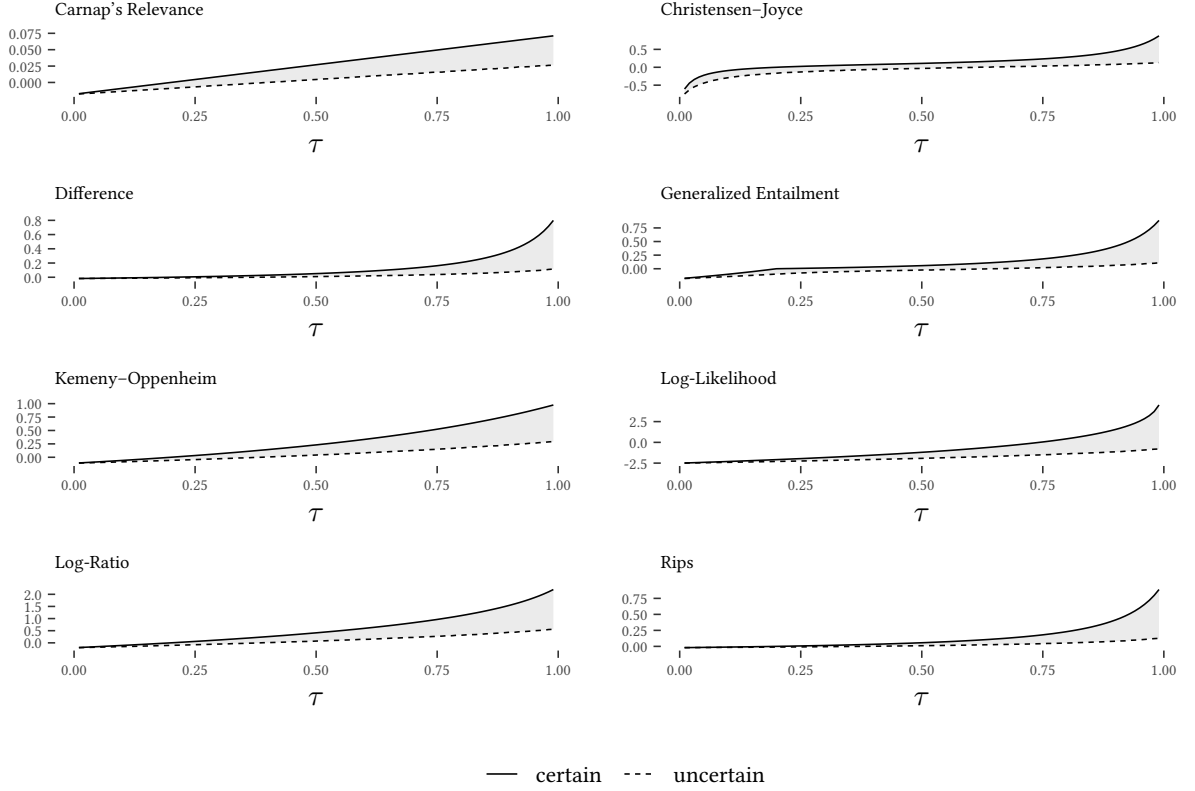 Carnap's Relevance
0.075
0.050
0.025
0.000
0.00 0.25 0.50 0.75 1.00
τ
Christensen–Joyce
0.5
0.0
-0.5
0.00 0.25 0.50 0.75 1.00
τ
Difference
0.8
0.6
0.4
0.2
0.0
0.00 0.25 0.50 0.75 1.00
τ
Generalized Entailment
0.75
0.50
0.25
0.00
0.00 0.25 0.50 0.75 1.00
τ
Kemeny–Oppenheim
1.00
0.75
0.50
0.25
0.00
0.00 0.25 0.50 0.75 1.00
τ
Log-Likelihood
2.5
0.0
-2.5
0.00 0.25 0.50 0.75 1.00
τ
Log-Ratio
2.0
1.5
1.0
0.5
0.0
0.00 0.25 0.50 0.75 1.00
τ
Rips
0.75
0.50
0.25
0.00
0.00 0.25 0.50 0.75 1.00
τ
certain uncertain